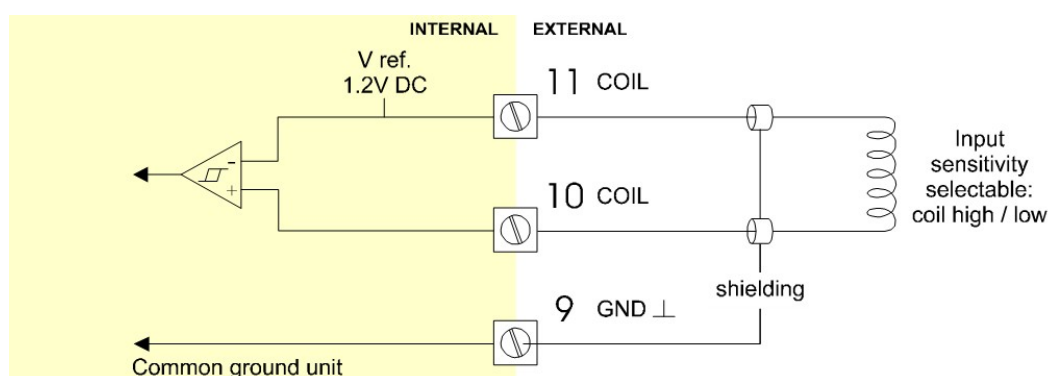 INTERNAL EXTERNAL
V ref.
1.2V DC
11 COIL
Input
sensitivity
selectable:
coil high / low
-
+
10 COIL
shielding
9 GND ⊥
Common ground unit